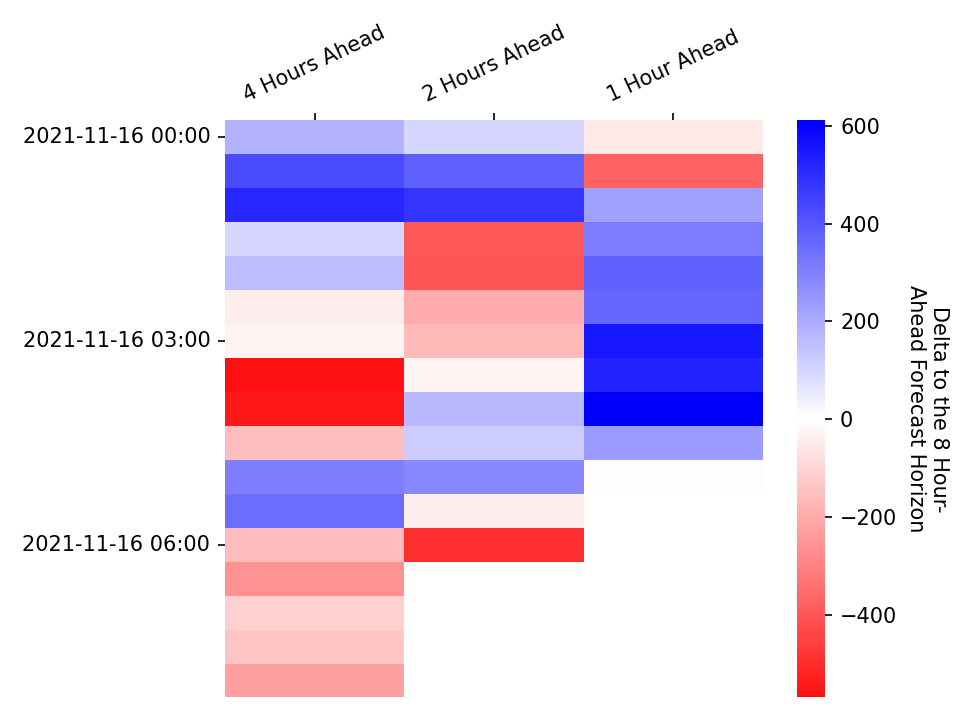 4 Hours Ahead
2 Hours Ahead
1 Hour Ahead
2021-11-16 00:00
2021-11-16 03:00
2021-11-16 06:00
600
400
200
0
−200
−400
Delta to the 8 Hour-
Ahead Forecast Horizon